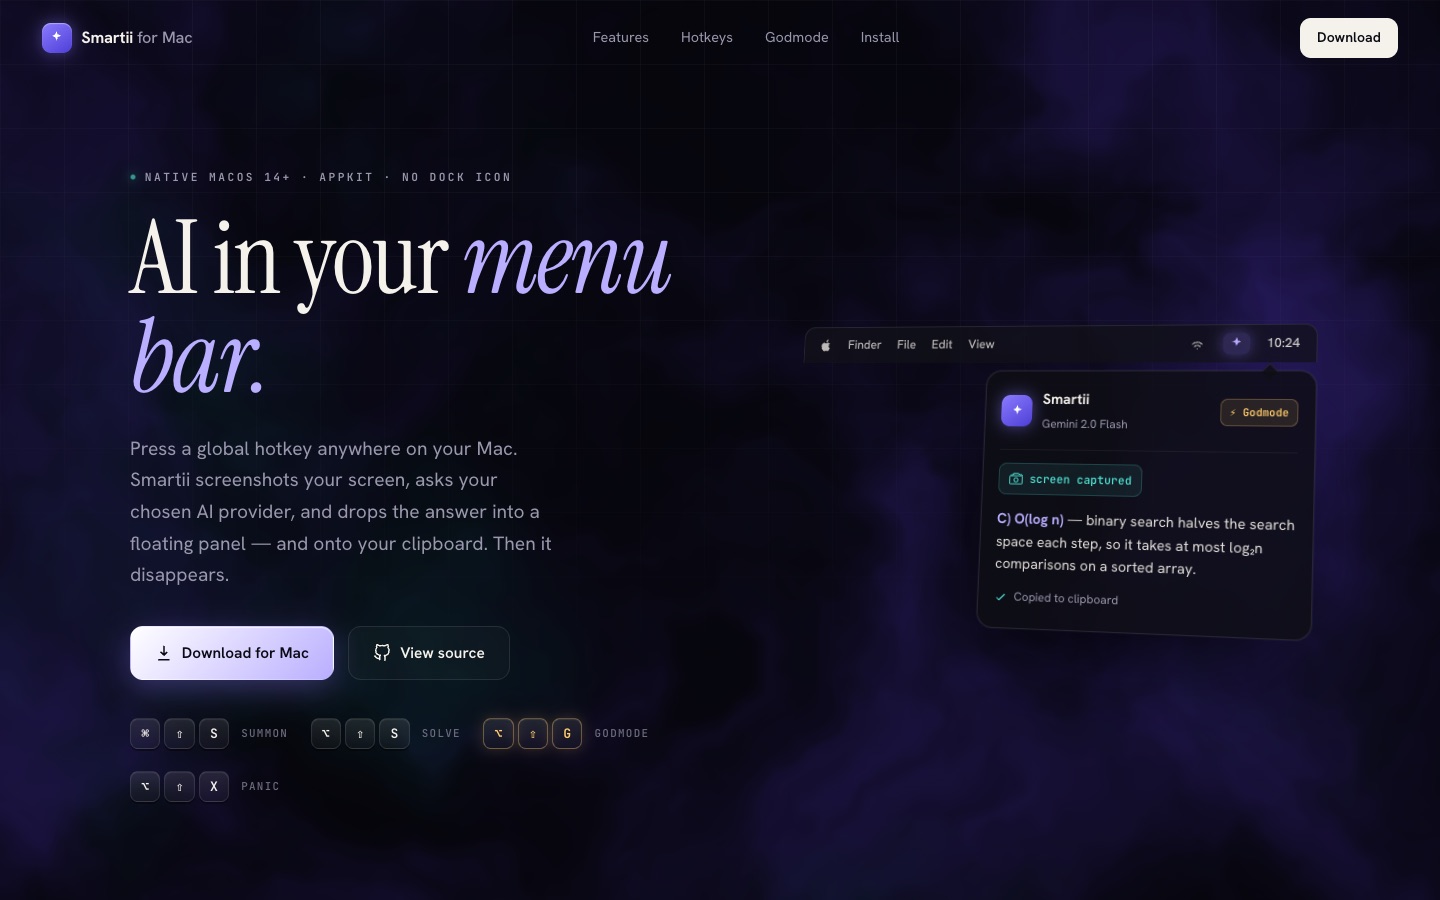 Smartii for Mac
Features
Hotkeys
Godmode
Install
Download
NATIVE MACOS 14+ · APPKIT · NO DOCK ICON
AI in your menu
bar.
Press a global hotkey anywhere on your Mac.
Smartii screenshots your screen, asks your
chosen AI provider, and drops the answer into a
floating panel — and onto your clipboard. Then it
disappears.
Download for Mac
View source
⌘ ⇧ S SUMMON
⌥ ⇧ S SOLVE
⌥ ⇧ G GODMODE
⌥ ⇧ X PANIC
Finder File Edit View 10:24
Smartii
Gemini 2.0 Flash
⚡ Godmode
screen captured
C) O(log n) — binary search halves the search
space each step, so it takes at most log₂n
comparisons on a sorted array.
Copied to clipboard